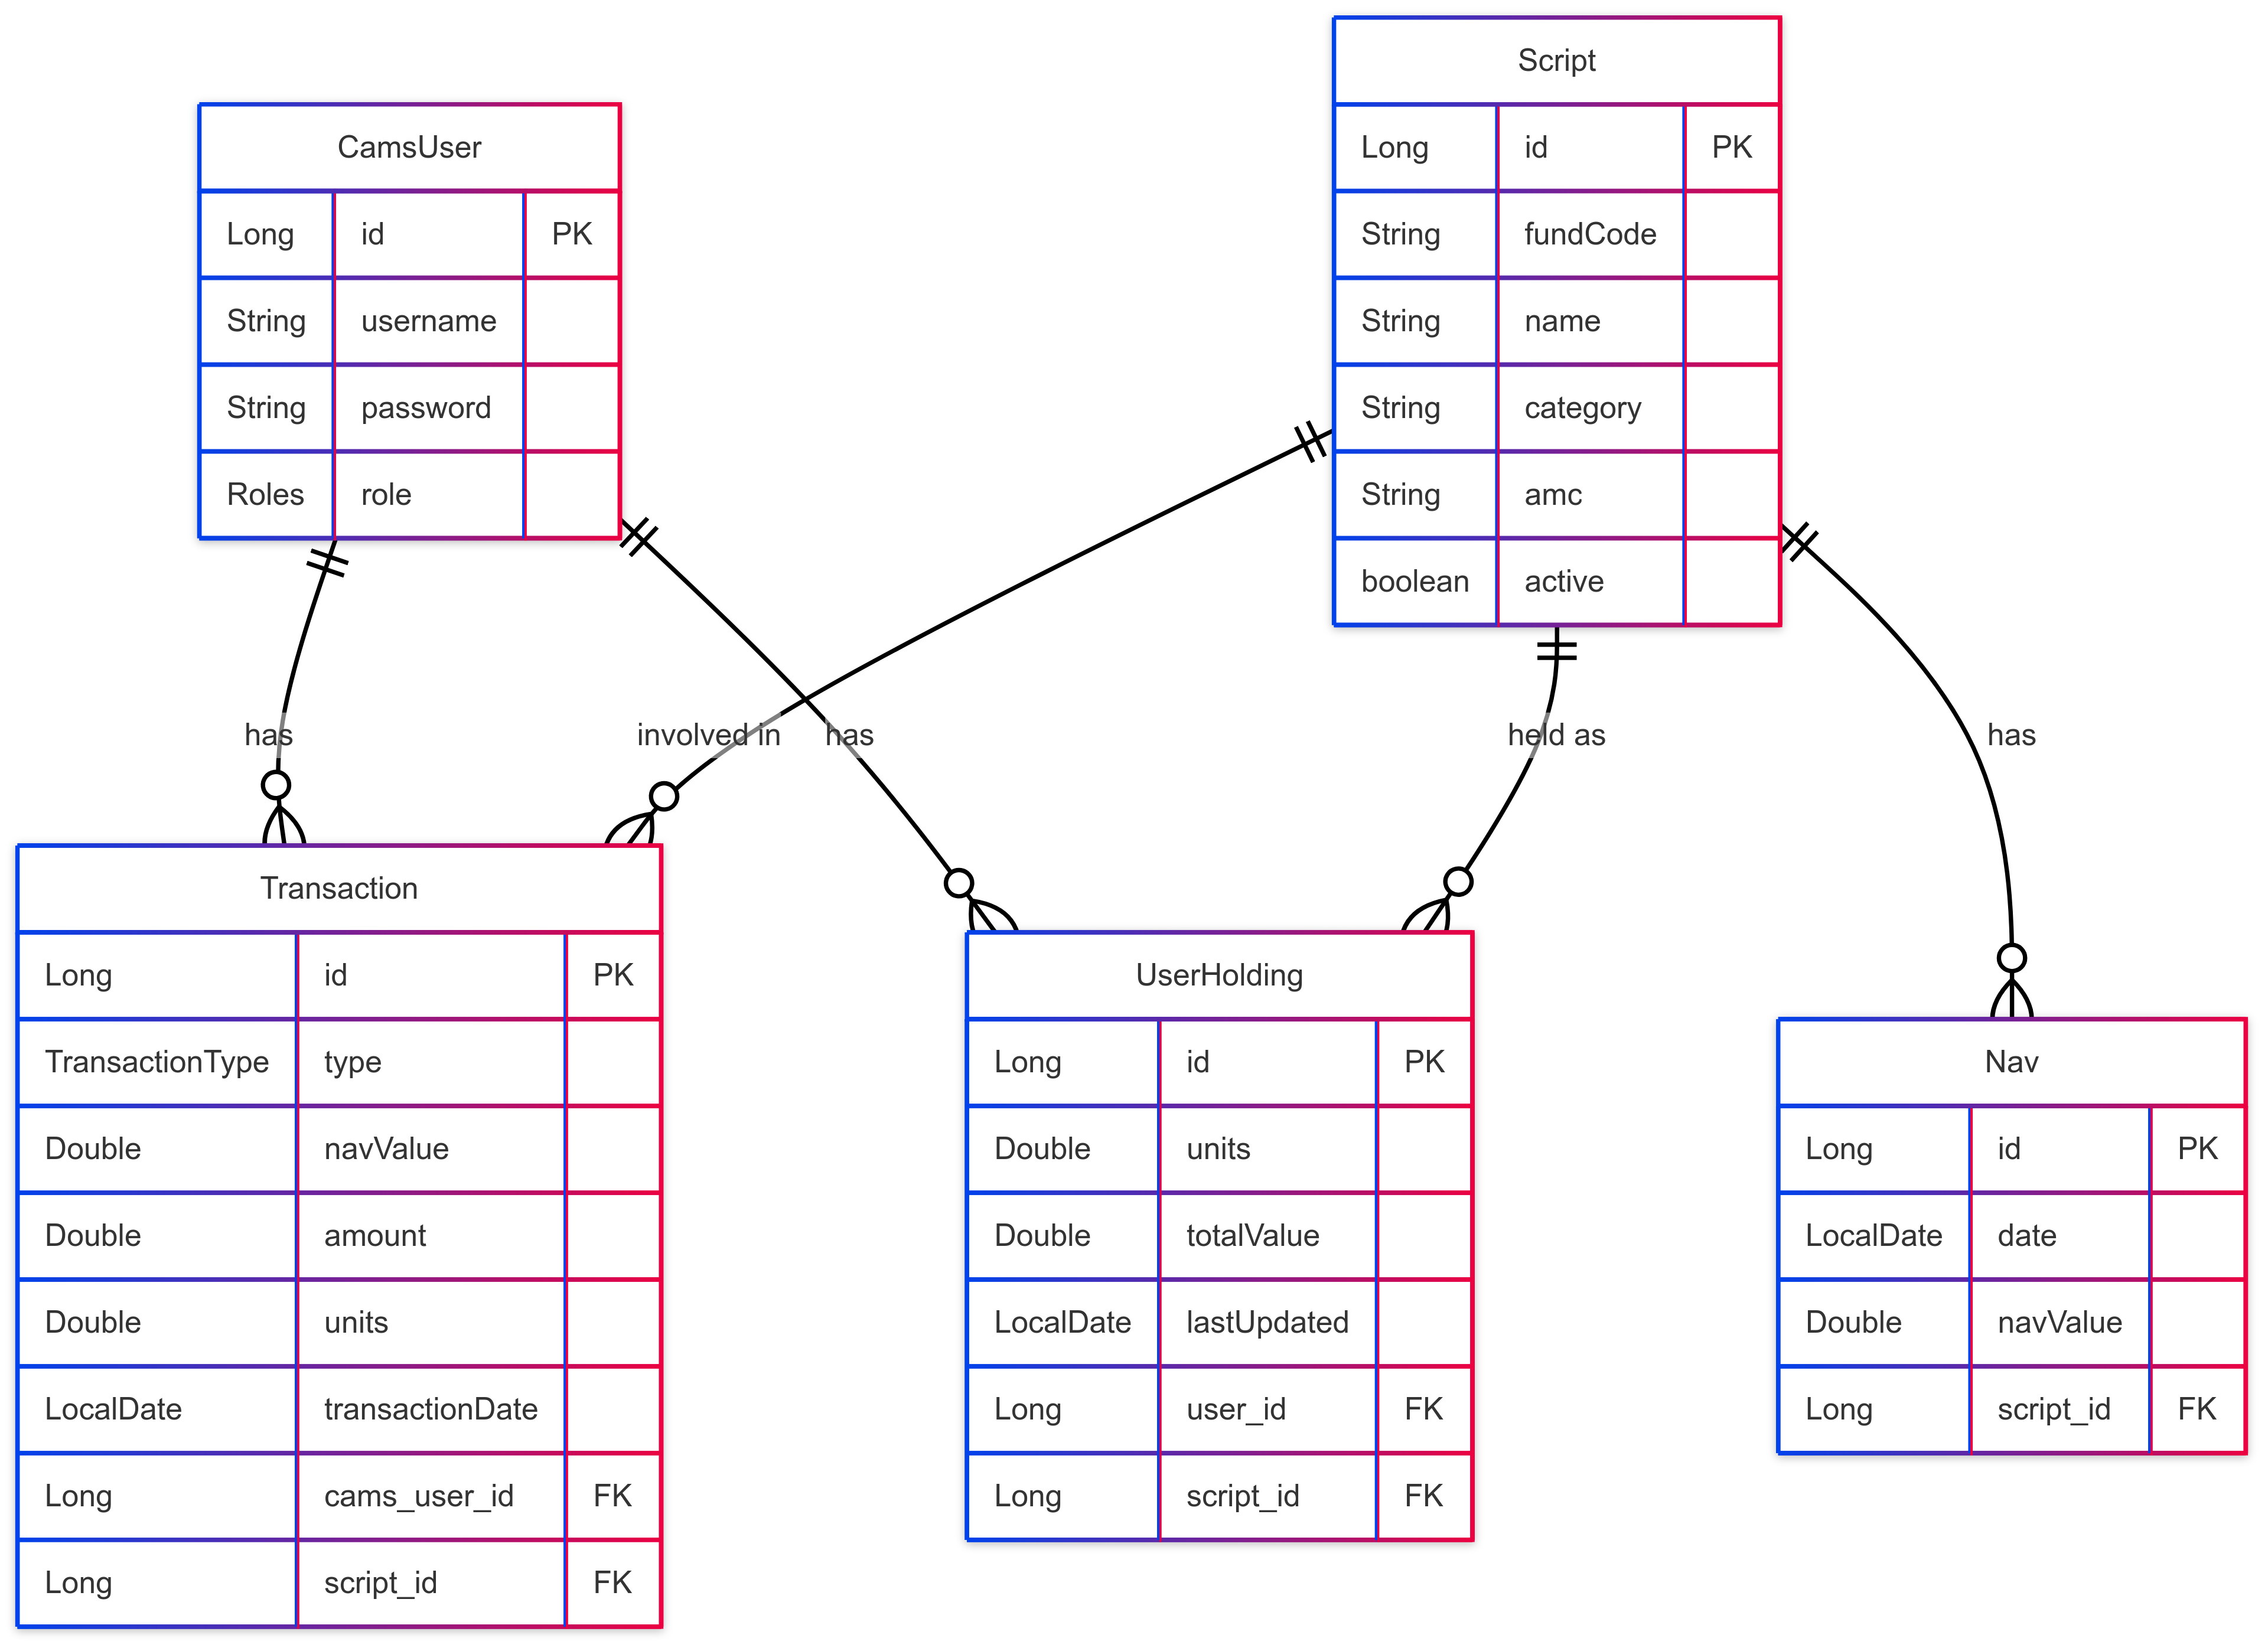 Script
Long id PK
String fundCode
String name
String category
String amc
boolean active
CamsUser
Long id PK
String username
String password
Roles role
has
involved in
has
held as
has
Transaction
Long id PK
TransactionType type
Double navValue
Double amount
Double units
LocalDate transactionDate
Long cams_user_id FK
Long script_id FK
UserHolding
Long id PK
Double units
Double totalValue
LocalDate lastUpdated
Long user_id FK
Long script_id FK
Nav
Long id PK
LocalDate date
Double navValue
Long script_id FK